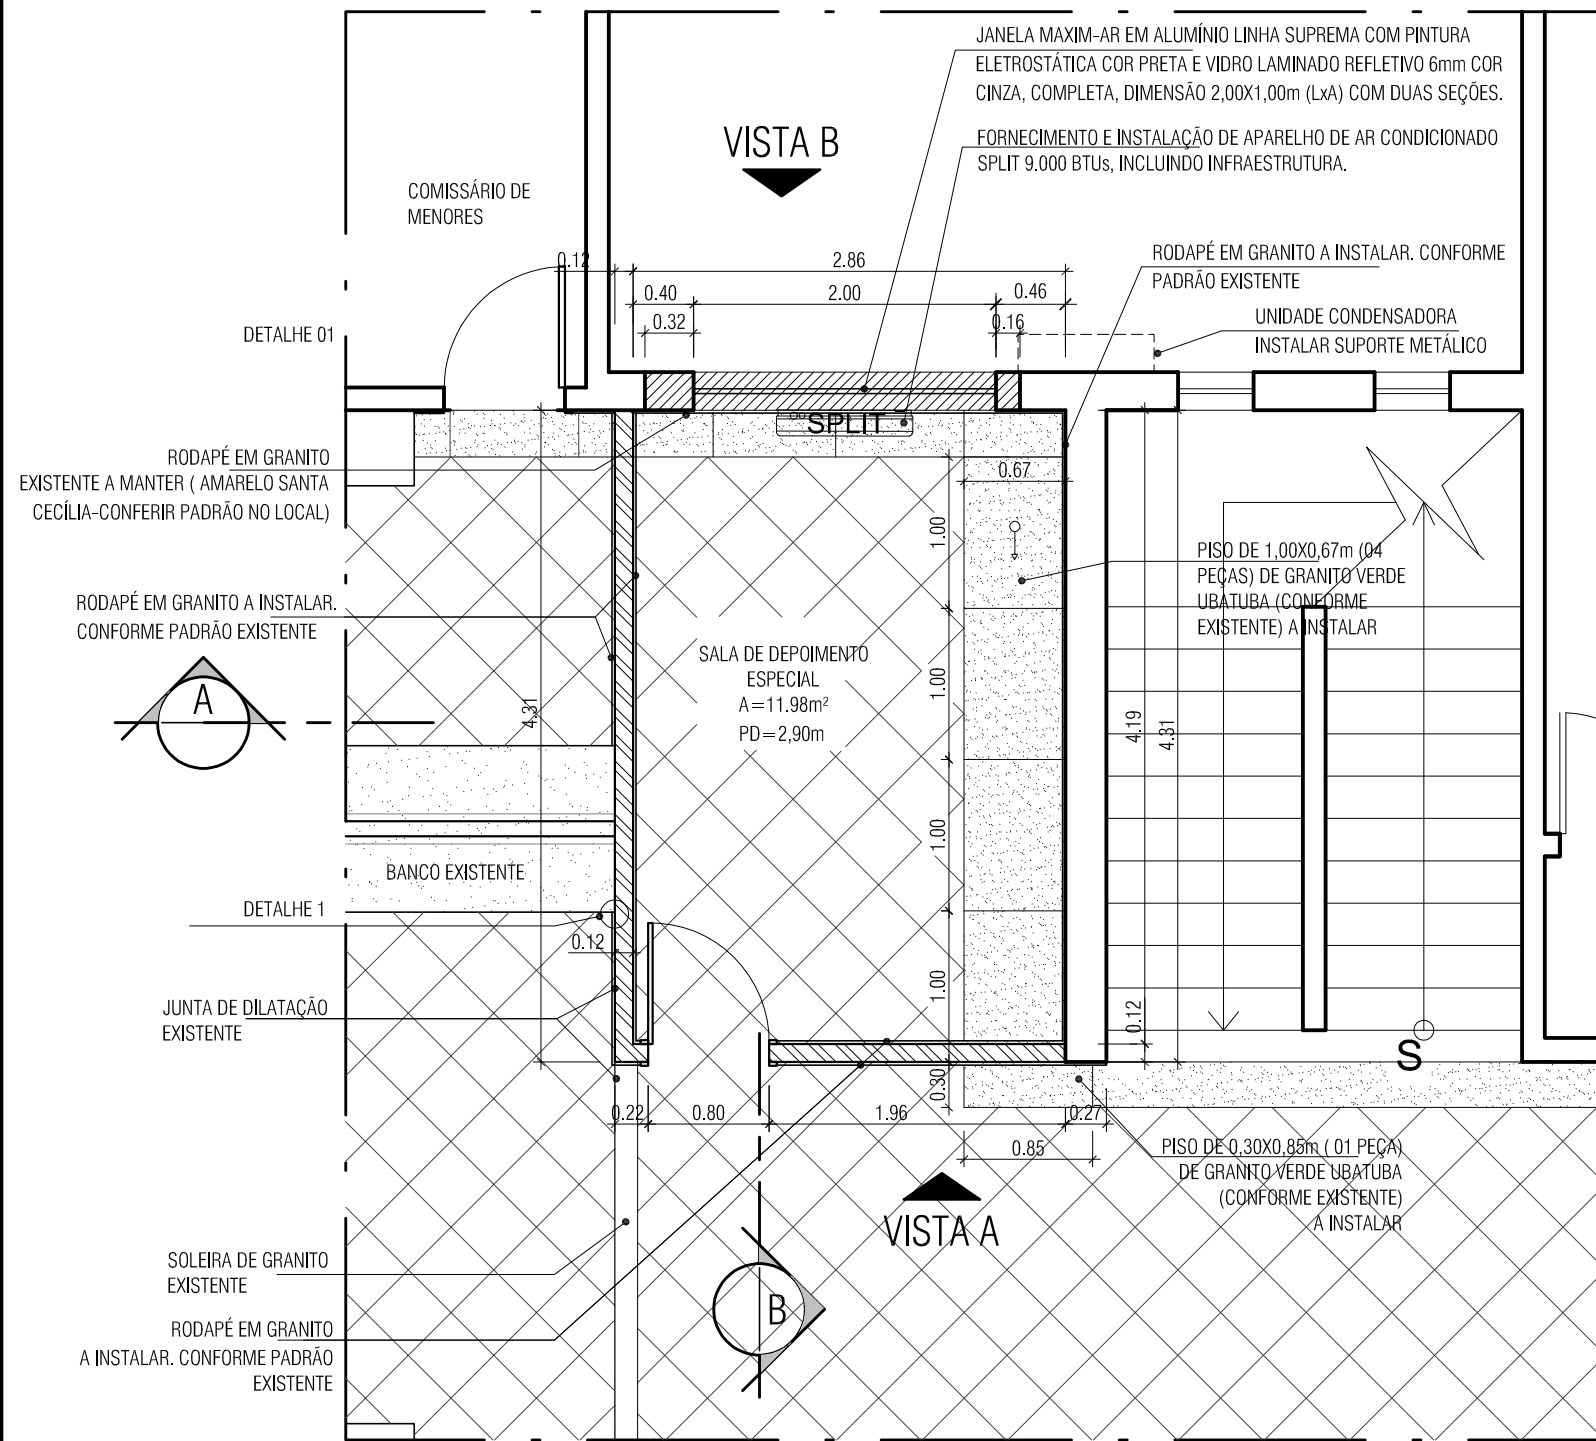 JANELA MAXIM-AR EM ALUMÍNIO LINHA SUPREMA COM PINTURA
ELETROSTÁTICA COR PRETA E VIDRO LAMINADO REFLETIVO 6mm COR
CINZA, COMPLETA, DIMENSÃO 2,00X1,00m (LxA) COM DUAS SEÇÕES.
VISTA B
FORNECIMENTO E INSTALAÇÃO DE APARELHO DE AR CONDICIONADO
SPLIT 9.000 BTUs, INCLUINDO INFRAESTRUTURA.
COMISSÁRIO DE
MENORES
RODAPÉ EM GRANITO A INSTALAR. CONFORME
PADRÃO EXISTENTE
0.12
2.86
0.40
2.00
0.46
0.32
0.16
UNIDADE CONDENSADORA
INSTALAR SUPORTE METÁLICO
DETALHE 01
SPLIT
RODAPÉ EM GRANITO
EXISTENTE A MANTER ( AMARELO SANTA
CECÍLIA-CONFERIR PADRÃO NO LOCAL)
0.67
1.00
PISO DE 1,00X0,67m (04
PEÇAS) DE GRANITO VERDE
UBATUBA (CONFORME
EXISTENTE) A INSTALAR
RODAPÉ EM GRANITO A INSTALAR.
CONFORME PADRÃO EXISTENTE
SALA DE DEPOIMENTO
ESPECIAL
A=11.98m²
PD=2,90m
1.00
A
4.31
4.19
4.31
1.00
BANCO EXISTENTE
DETALHE 1
0.12
1.00
JUNTA DE DILATAÇÃO
EXISTENTE
0.12
S
0.30
0.22
0.80
1.96
0.27
0.85
PISO DE 0,30X0,85m ( 01 PEÇA)
DE GRANITO VERDE UBATUBA
(CONFORME EXISTENTE)
A INSTALAR
VISTA A
SOLEIRA DE GRANITO
EXISTENTE
B
RODAPÉ EM GRANITO
A INSTALAR. CONFORME PADRÃO
EXISTENTE